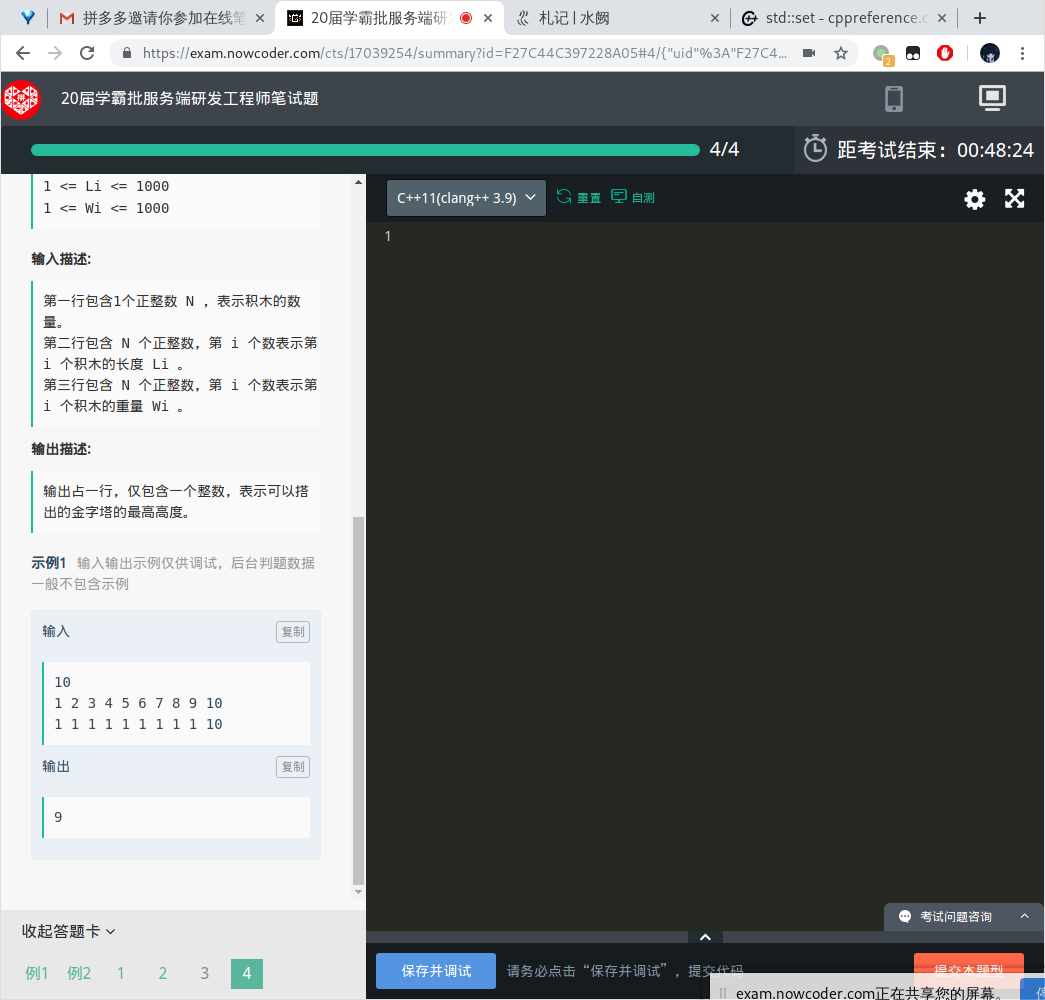 拼多多邀请你参加在线笔
20届学霸批服务端研
札记 | 水阙
std::set - cppreference.c
https://exam.nowcoder.com/cts/17039254/summary?id=F27C44C397228A05#4/{"uid"%3A"F27C4...
2
20届学霸批服务端研发工程师笔试题
4/4
距考试结束：00:48:24
1 <= Li <= 1000
1 <= Wi <= 1000
输入描述:
第一行包含1个正整数 N ，表示积木的数
量。
第二行包含 N 个正整数，第 i 个数表示第
i 个积木的长度 Li 。
第三行包含 N 个正整数，第 i 个数表示第
i 个积木的重量 Wi 。
输出描述:
输出占一行，仅包含一个整数，表示可以搭
出的金字塔的最高高度。
示例1 输入输出示例仅供调试，后台判题数据
一般不包含示例
输入
复制
10
1 2 3 4 5 6 7 8 9 10
1 1 1 1 1 1 1 1 1 10
输出
复制
9
收起答题卡
例1 例2 1 2 3 4
C++11(clang++ 3.9)
重置
自测
1
考试问题咨询
保存并调试
请务必点击“保存并调试”，提交代码
提交本题型
exam.nowcoder.com正在共享您的屏幕。